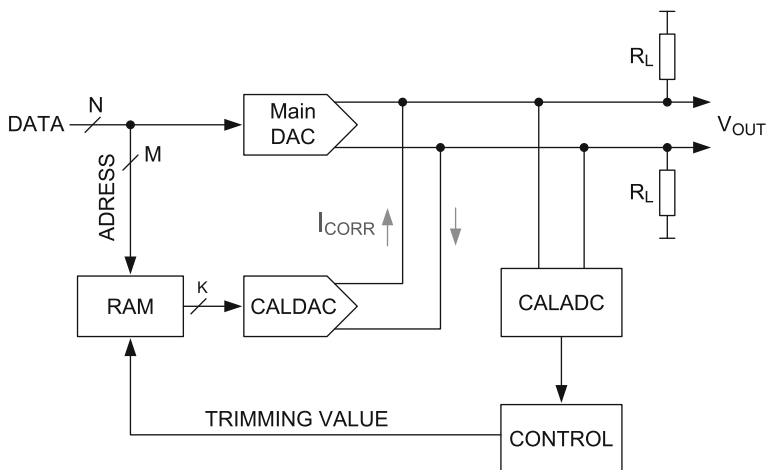 R_L
N
Main
DAC
DATA
V_OUT
M
ADRESS
R_L
I_CORR
K
RAM
CALDAC
CALADC
TRIMMING VALUE
CONTROL